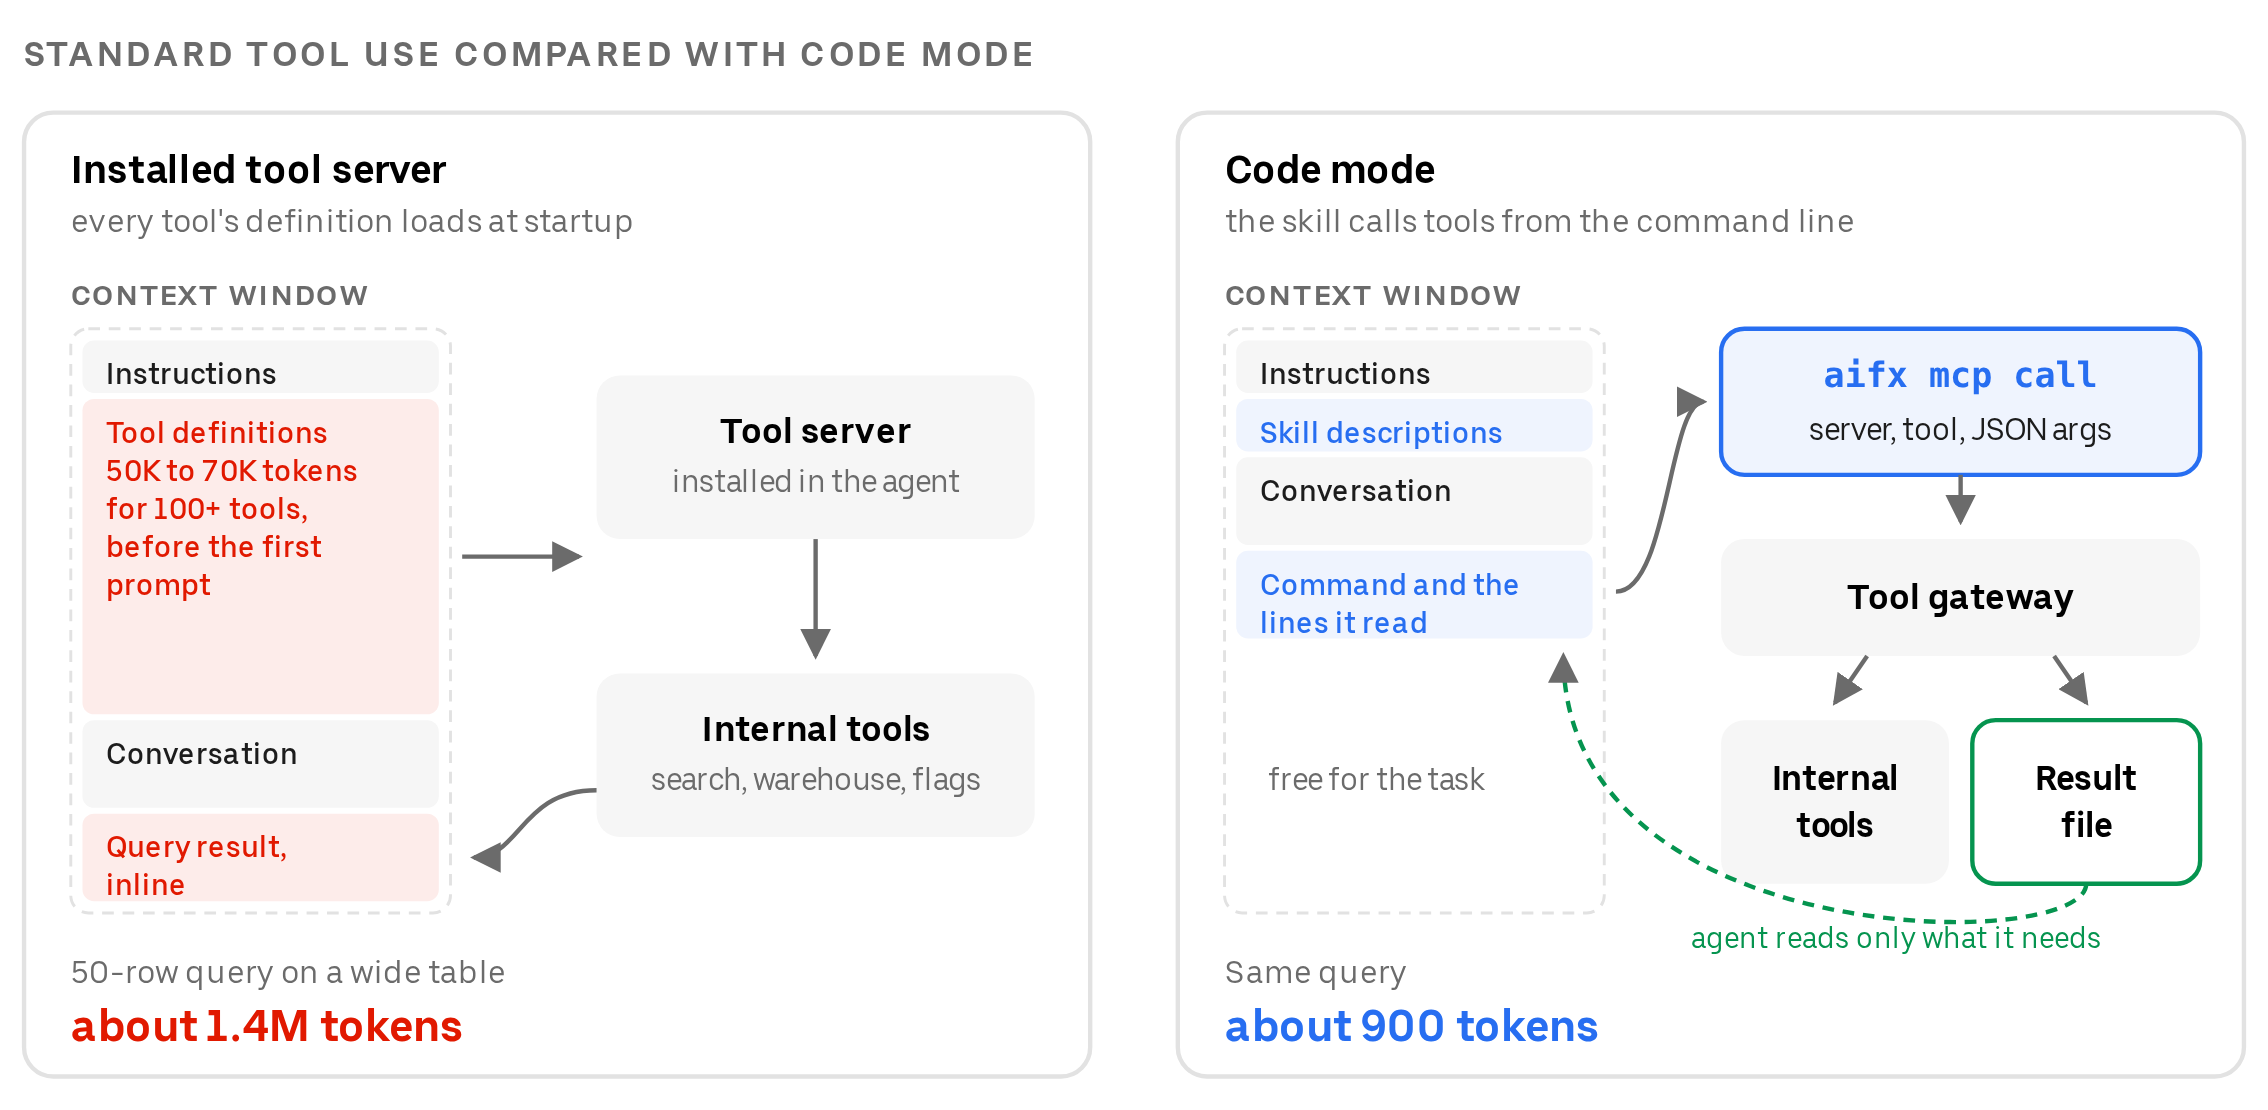 STANDARD TOOL USE COMPARED WITH CODE MODE
Installed tool server
every tool's definition loads at startup
CONTEXT WINDOW
Instructions
Tool definitions
50K to 70K tokens
for 100+ tools,
before the first
prompt
Conversation
Query result,
inline
Tool server
installed in the agent
Internal tools
search, warehouse, flags
50-row query on a wide table
about 1.4M tokens
Code mode
the skill calls tools from the command line
CONTEXT WINDOW
Instructions
Skill descriptions
Conversation
Command and the
lines it read
free for the task
aifx mcp call
server, tool, JSON args
Tool gateway
Internal
tools
Result
file
agent reads only what it needs
Same query
about 900 tokens